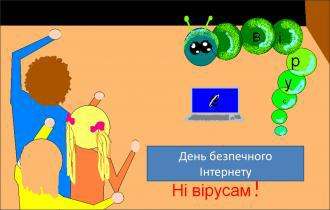 в і р у с
День безпечного
Інтернету
Ні вірусам!